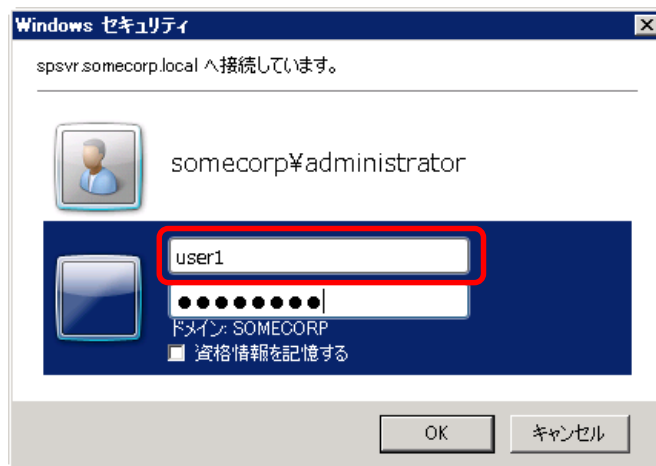 Windows セキュリティ
spsvr.somecorp.local へ接続しています。
somecorp¥administrator
user1
●●●●●●●●
ドメイン: SOMECORP
資格情報を記憶する
OK
キャンセル